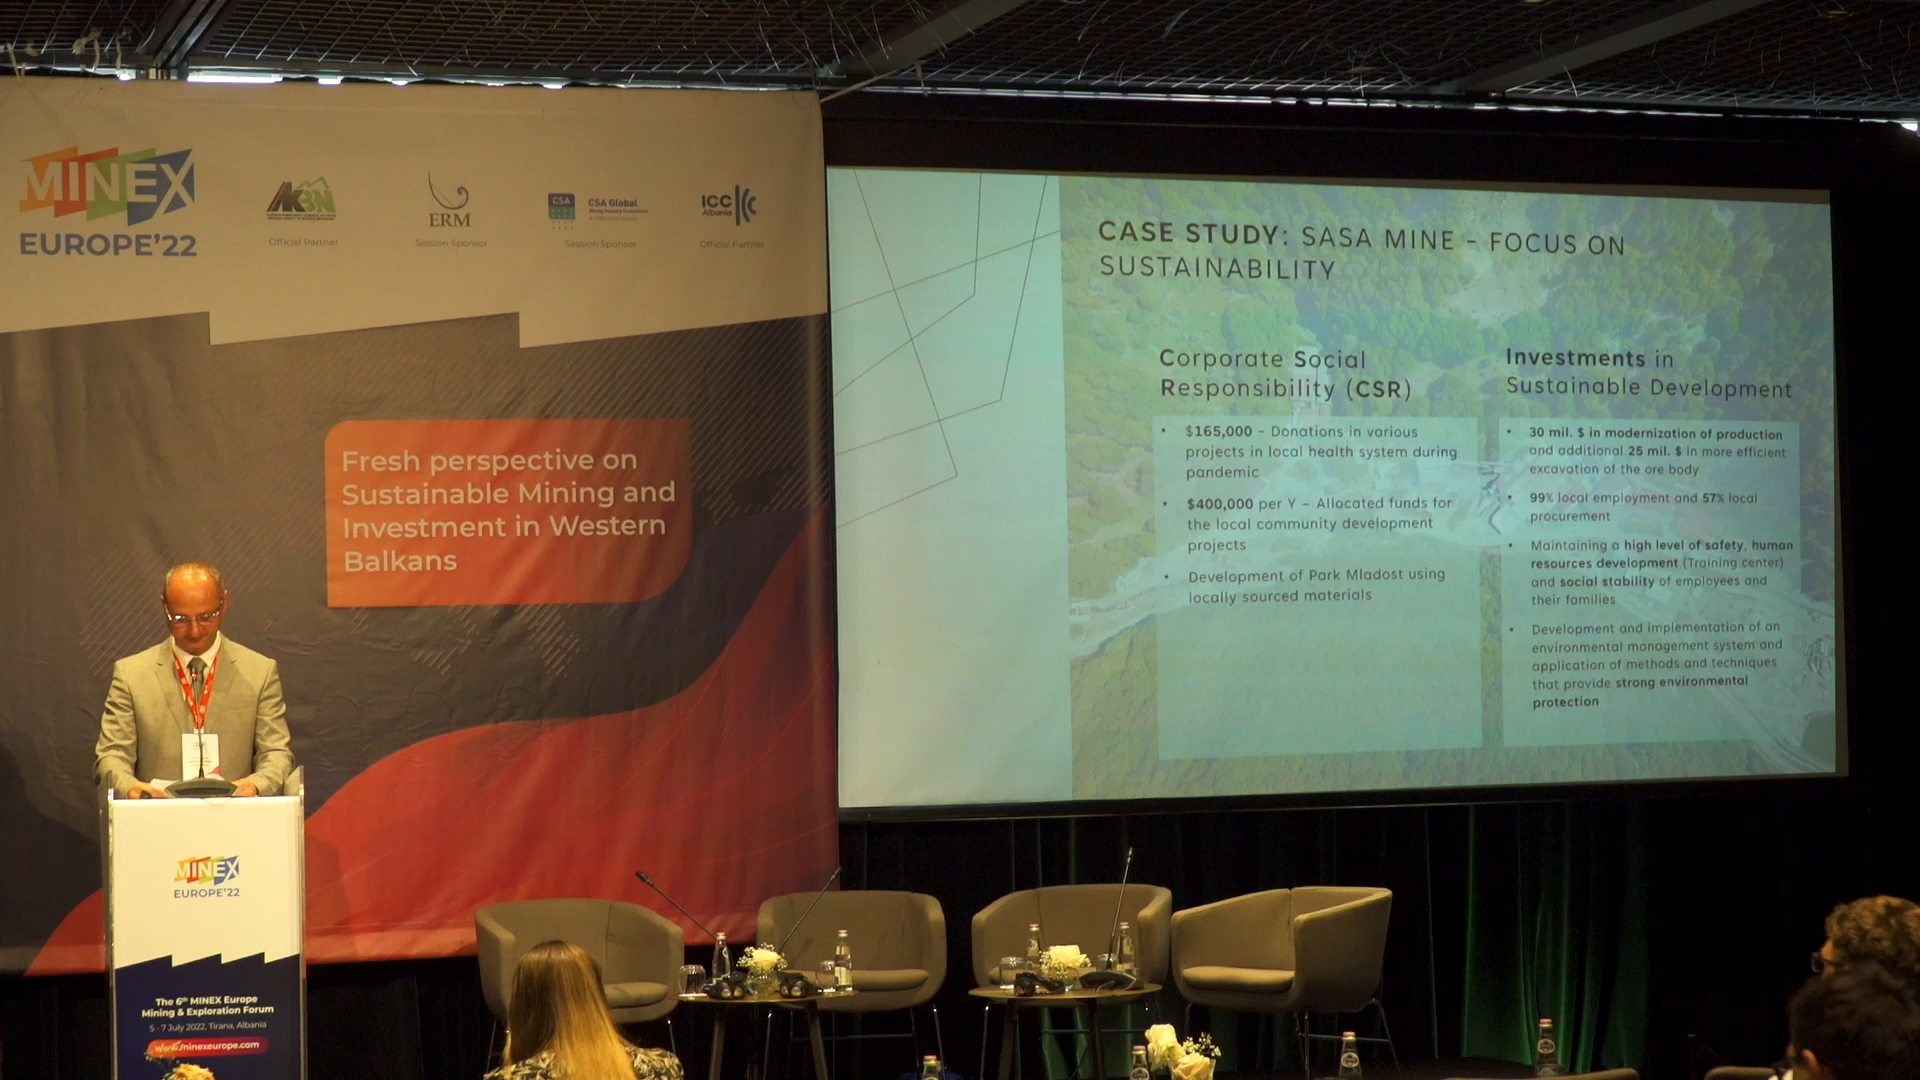 MINEX
EUROPE'22
AKBN
Official Partner
ERM
Session Sponsor
CSA
CSA Global
Mining Industry Consultants
Session Sponsor
ICC
Albania
Official Partner
Fresh perspective on
Sustainable Mining and
Investment in Western
Balkans
CASE STUDY: SASA MINE - FOCUS ON
SUSTAINABILITY
Corporate Social
Responsibility (CSR)
• $165,000 - Donations in various
projects in local health system during
pandemic
• $400,000 per Y – Allocated funds for
the local community development
projects
• Development of Park Mladost using
locally sourced materials
Investments in
Sustainable Development
• 30 mil. $ in modernization of production
and additional 25 mil. $ in more efficient
excavation of the ore body
• 99% local employment and 57% local
procurement
• Maintaining a high level of safety, human
resources development (Training center)
and social stability of employees and
their families
• Development and implementation of an
environmental management system and
application of methods and techniques
that provide strong environmental
protection
MINEX
EUROPE'22
The 6th MINEX Europe
Mining & Exploration Forum
5 - 7 July 2022, Tirana, Albania
www.minexeurope.com